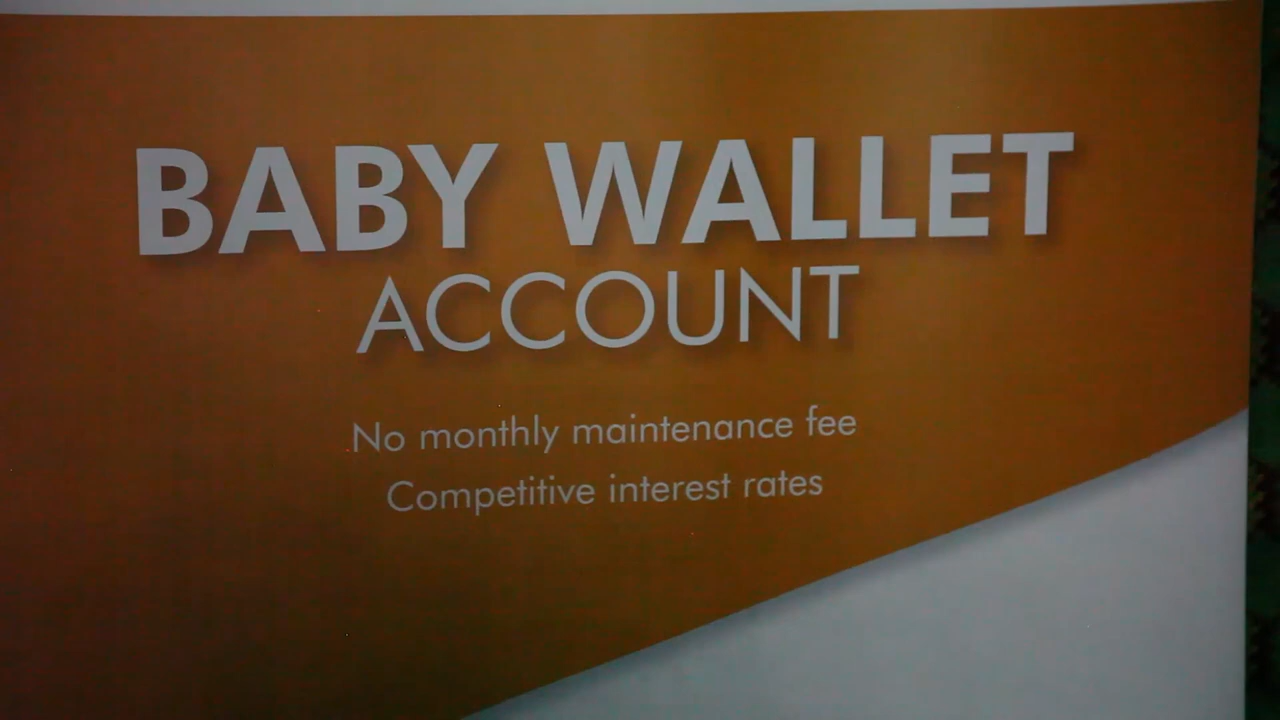 BABY WALLET
ACCOUNT
No monthly maintenance fee
Competitive interest rates